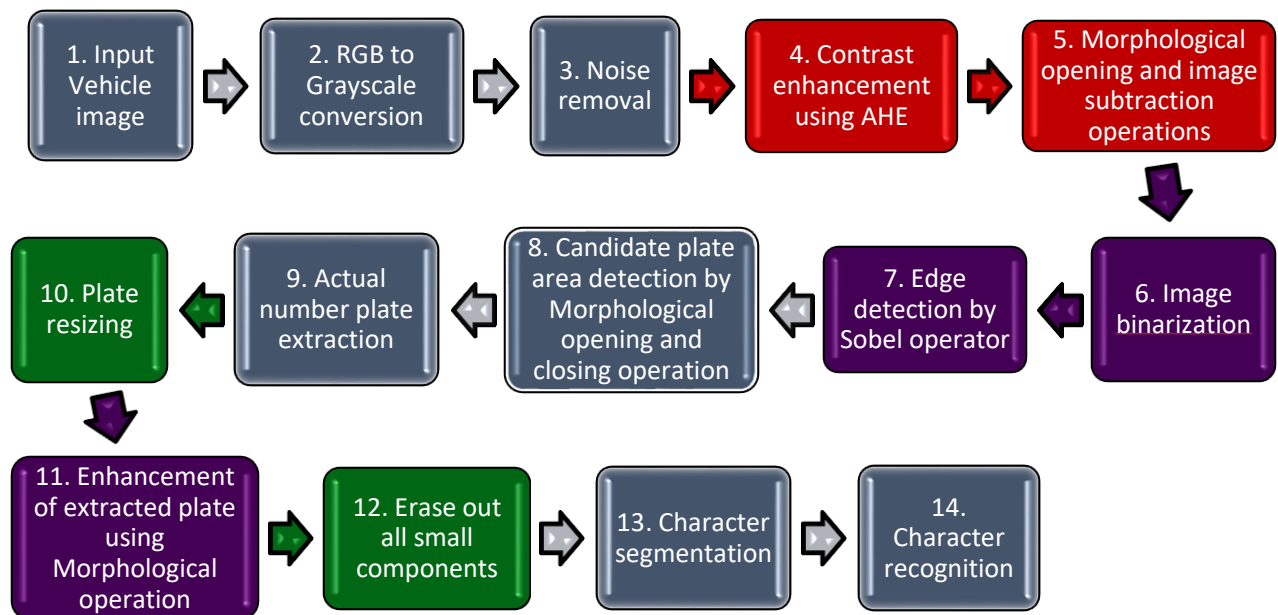 1. Input
Vehicle
image
2. RGB to
Grayscale
conversion
3. Noise
removal
4. Contrast
enhancement
using AHE
5. Morphological
opening and image
subtraction
operations
6. Image
binarization
7. Edge
detection by
Sobel operator
8. Candidate plate
area detection by
Morphological
opening and
closing operation
9. Actual
number plate
extraction
10. Plate
resizing
11. Enhancement
of extracted plate
using
Morphological
operation
12. Erase out
all small
components
13. Character
segmentation
14.
Character
recognition